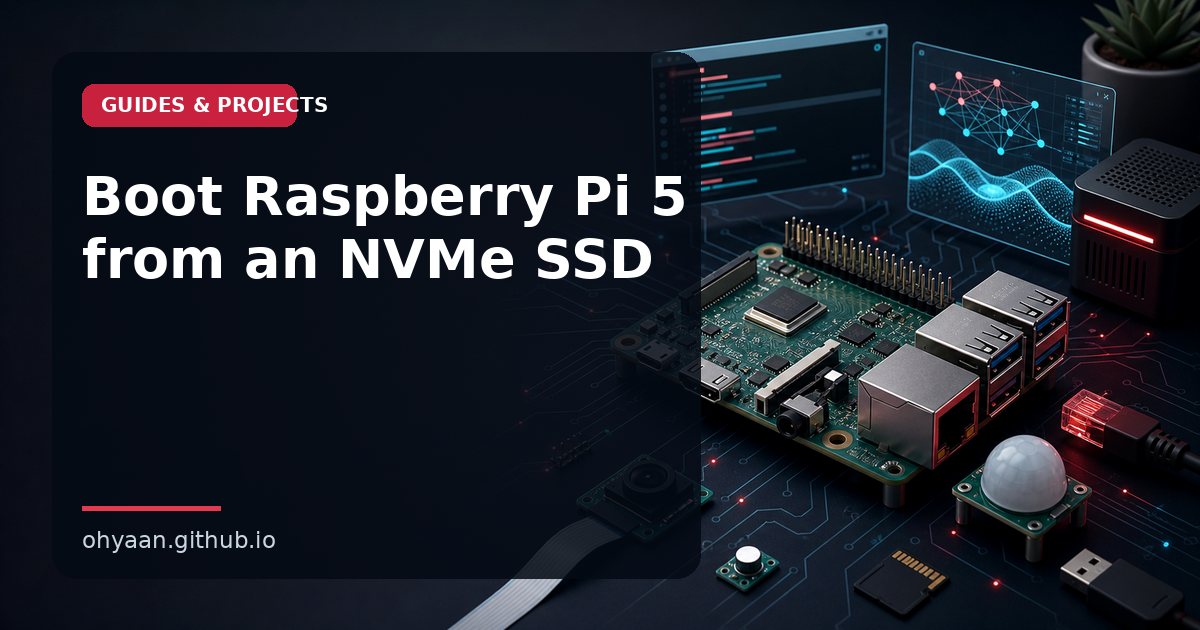 GUIDES & PROJECTS
Boot Raspberry Pi 5
from an NVMe SSD
ohyaan.github.io